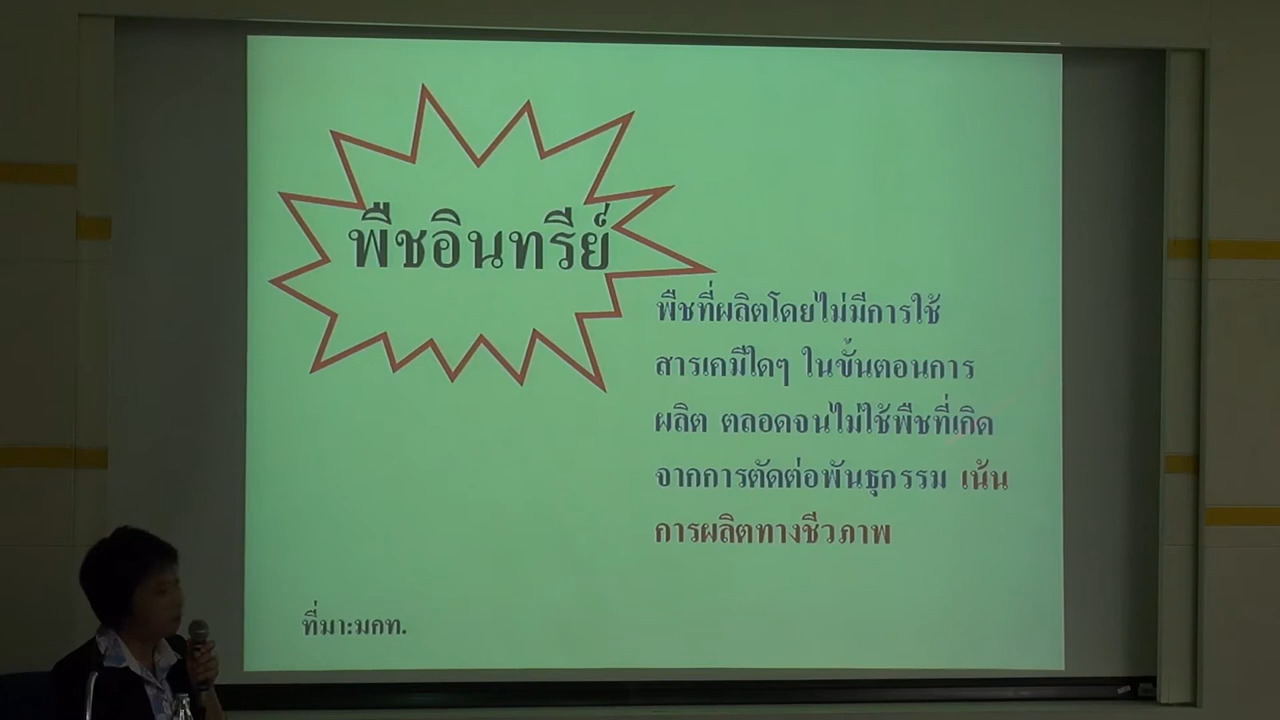 พืชอินทรีย์
พืชที่ผลิตโดยไม่มีการใช้
สารเคมีใดๆ ในขั้นตอนการ
ผลิต ตลอดจนไม่ใช้พืชที่เกิด
จากการตัดต่อพันธุกรรม เน้น
การผลิตทางชีวภาพ
ที่มา:มคท.